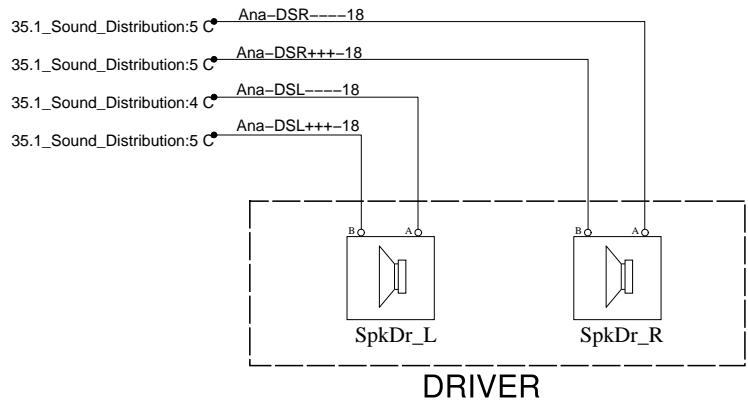 35.1_Sound_Distribution:5 C Ana-DSR----18
35.1_Sound_Distribution:5 C Ana-DSR+++-18
35.1_Sound_Distribution:4 C Ana-DSL----18
35.1_Sound_Distribution:5 C Ana-DSL+++-18
B A B A
SpkDr_L SpkDr_R
DRIVER